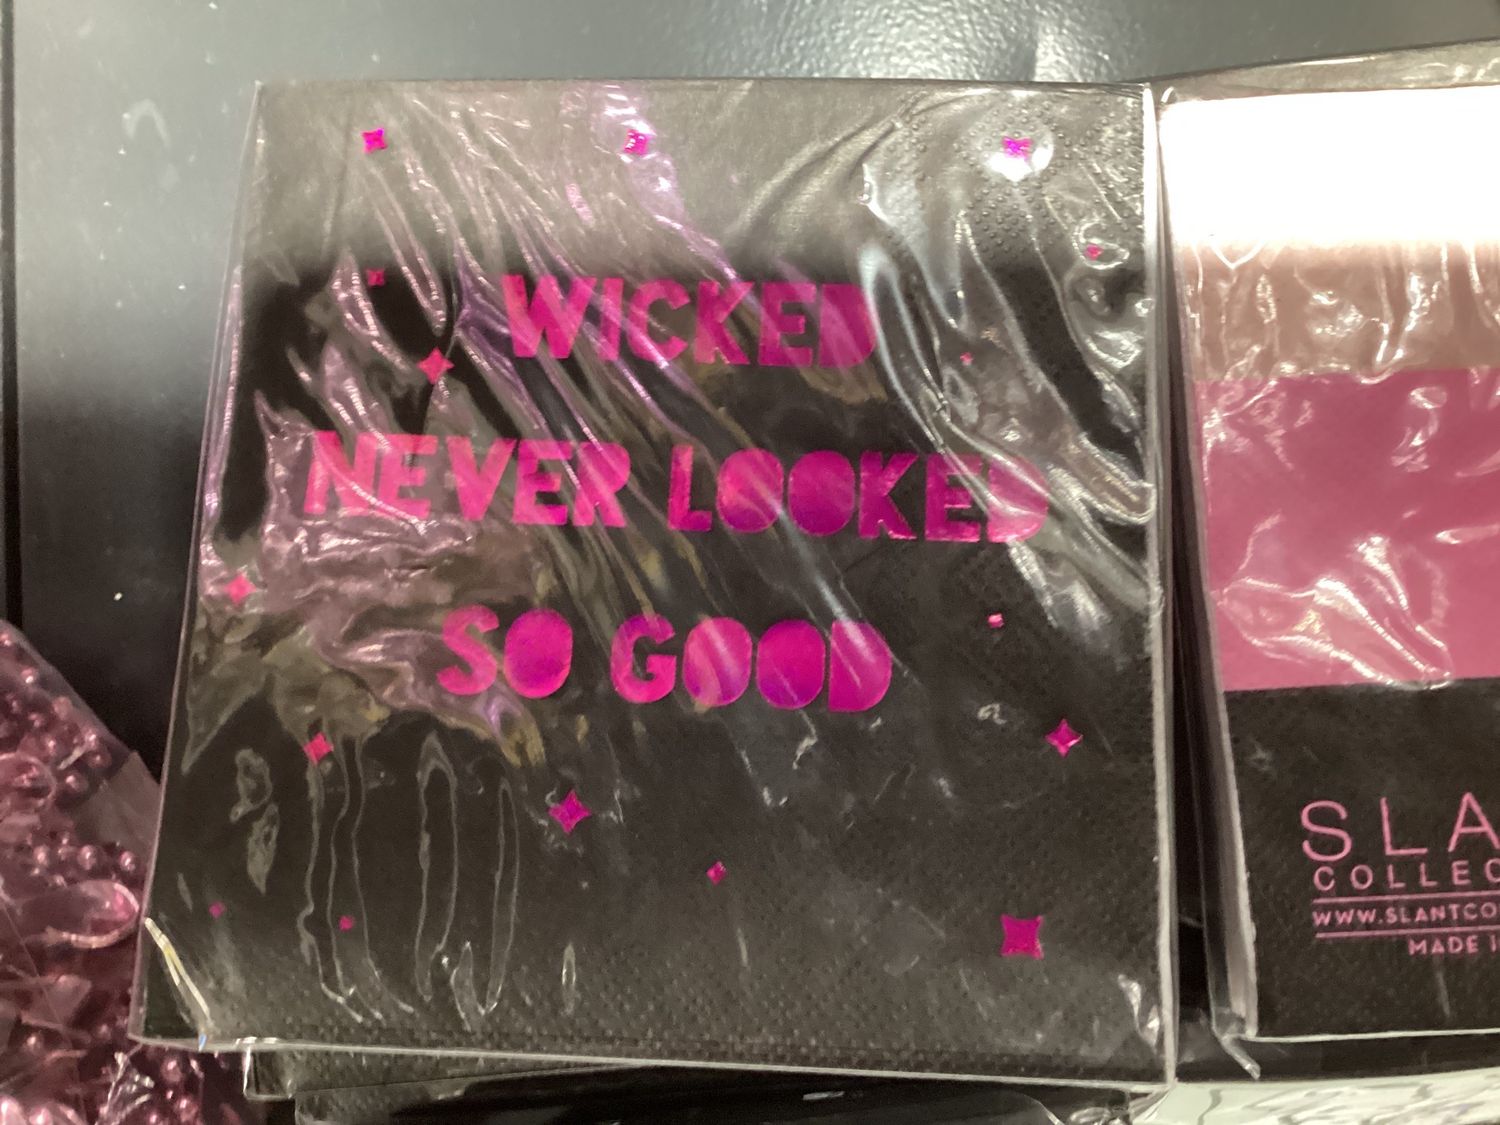 WICKED
NEVER LOOKED
SO GOOD
SLA
COLLEC
WWW.SLANTCO
MADE I